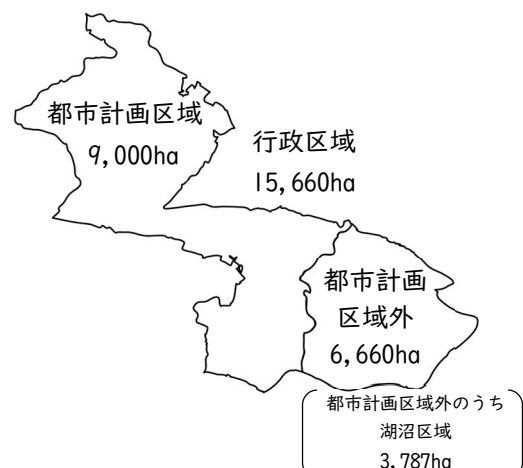 都市計画区域
9,000ha
行政区域
15,660ha
都市計画
区域外
6,660ha
都市計画区域外のうち
湖沼区域
3,787ha